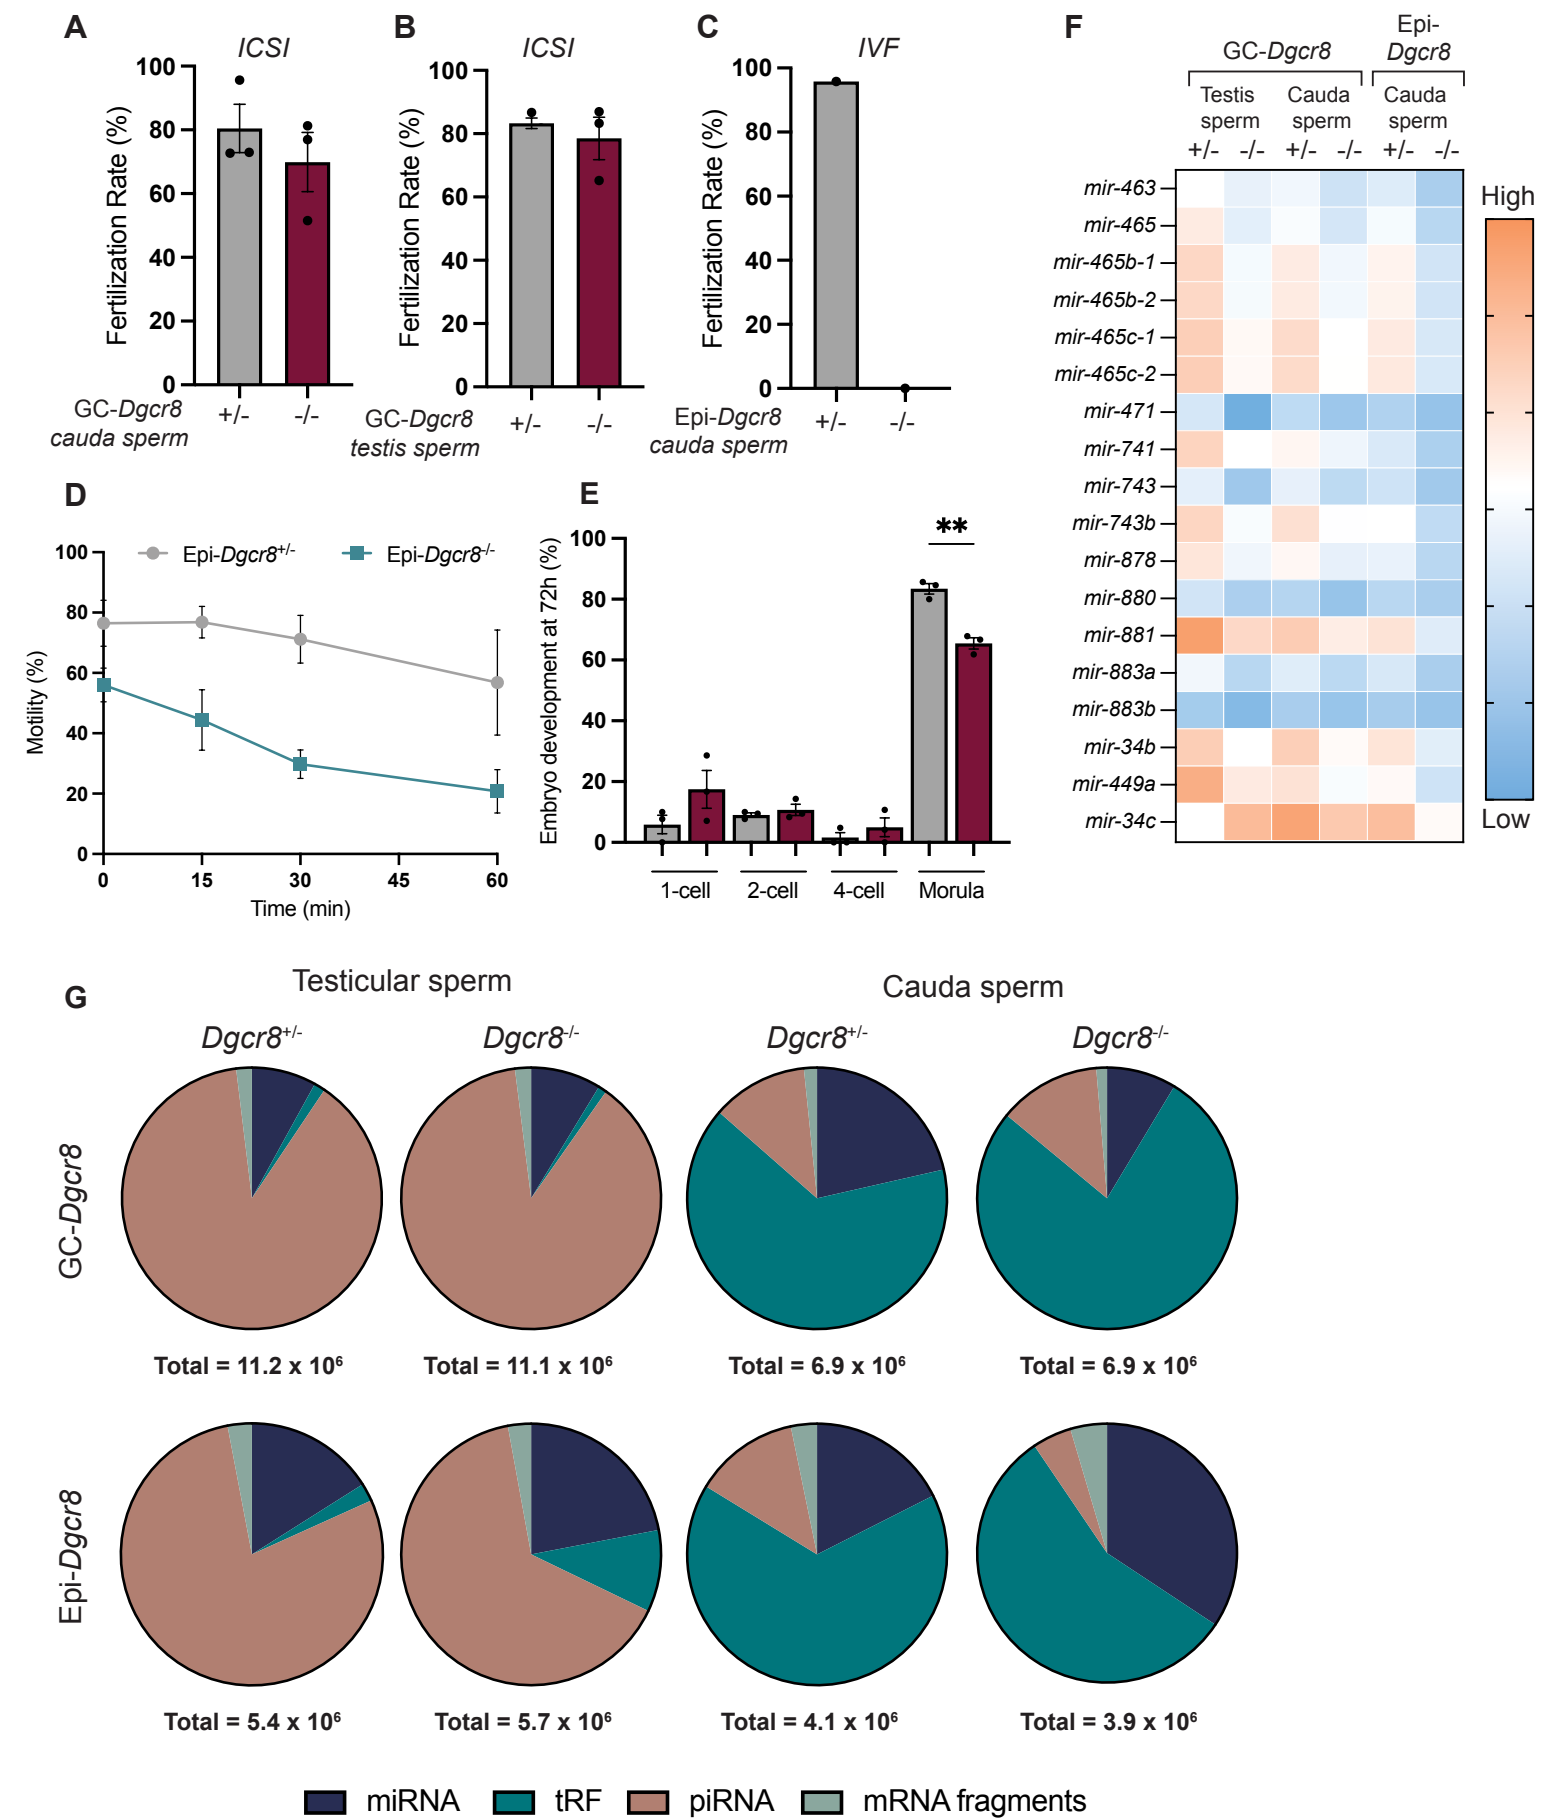 A
ICSI
Fertilization Rate (%)
100
80
60
40
20
0
GC-Dgcr8
cauda sperm
+/-
-/-
B
ICSI
Fertilization Rate (%)
100
80
60
40
20
0
GC-Dgcr8
testis sperm
+/-
-/-
C
IVF
Fertilization Rate (%)
100
80
60
40
20
0
Epi-Dgcr8
cauda sperm
+/-
-/-
D
Epi-Dgcr8+/-
Epi-Dgcr8-/-
Motility (%)
100
80
60
40
20
0
0 15 30 45 60
Time (min)
E
**
Embryo development at 72h (%)
100
80
60
40
20
0
1-cell 2-cell 4-cell Morula
F
GC-Dgcr8
Epi-
Dgcr8
Testis
sperm
Cauda
sperm
Cauda
sperm
+/- -/- +/- -/- +/- -/-
mir-463
mir-465
mir-465b-1
mir-465b-2
mir-465c-1
mir-465c-2
mir-471
mir-741
mir-743
mir-743b
mir-878
mir-880
mir-881
mir-883a
mir-883b
mir-34b
mir-449a
mir-34c
High
Low
G
Testicular sperm
Cauda sperm
Dgcr8+/- Dgcr8-/- Dgcr8+/- Dgcr8-/-
GC-Dgcr8
Total = 11.2 x 10⁶ Total = 11.1 x 10⁶ Total = 6.9 x 10⁶ Total = 6.9 x 10⁶
Epi-Dgcr8
Total = 5.4 x 10⁶ Total = 5.7 x 10⁶ Total = 4.1 x 10⁶ Total = 3.9 x 10⁶
miRNA tRF piRNA mRNA fragments